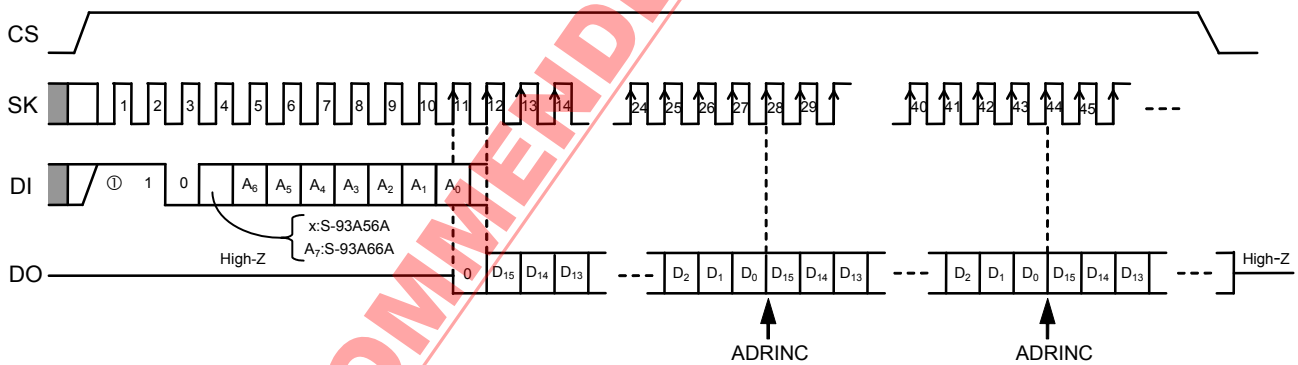 CS
SK 1 2 3 4 5 6 7 8 9 10 11 12 13 14 24 25 26 27 28 29 40 41 42 43 44 45
DI ① 1 0 A₆ A₅ A₄ A₃ A₂ A₁ A₀
x:S-93A56A
A₇:S-93A66A
High-Z
DO 0 D₁₅ D₁₄ D₁₃ D₂ D₁ D₀ D₁₅ D₁₄ D₁₃ D₂ D₁ D₀ D₁₅ D₁₄ D₁₃ High-Z
ADRINC ADRINC
OMMENDE